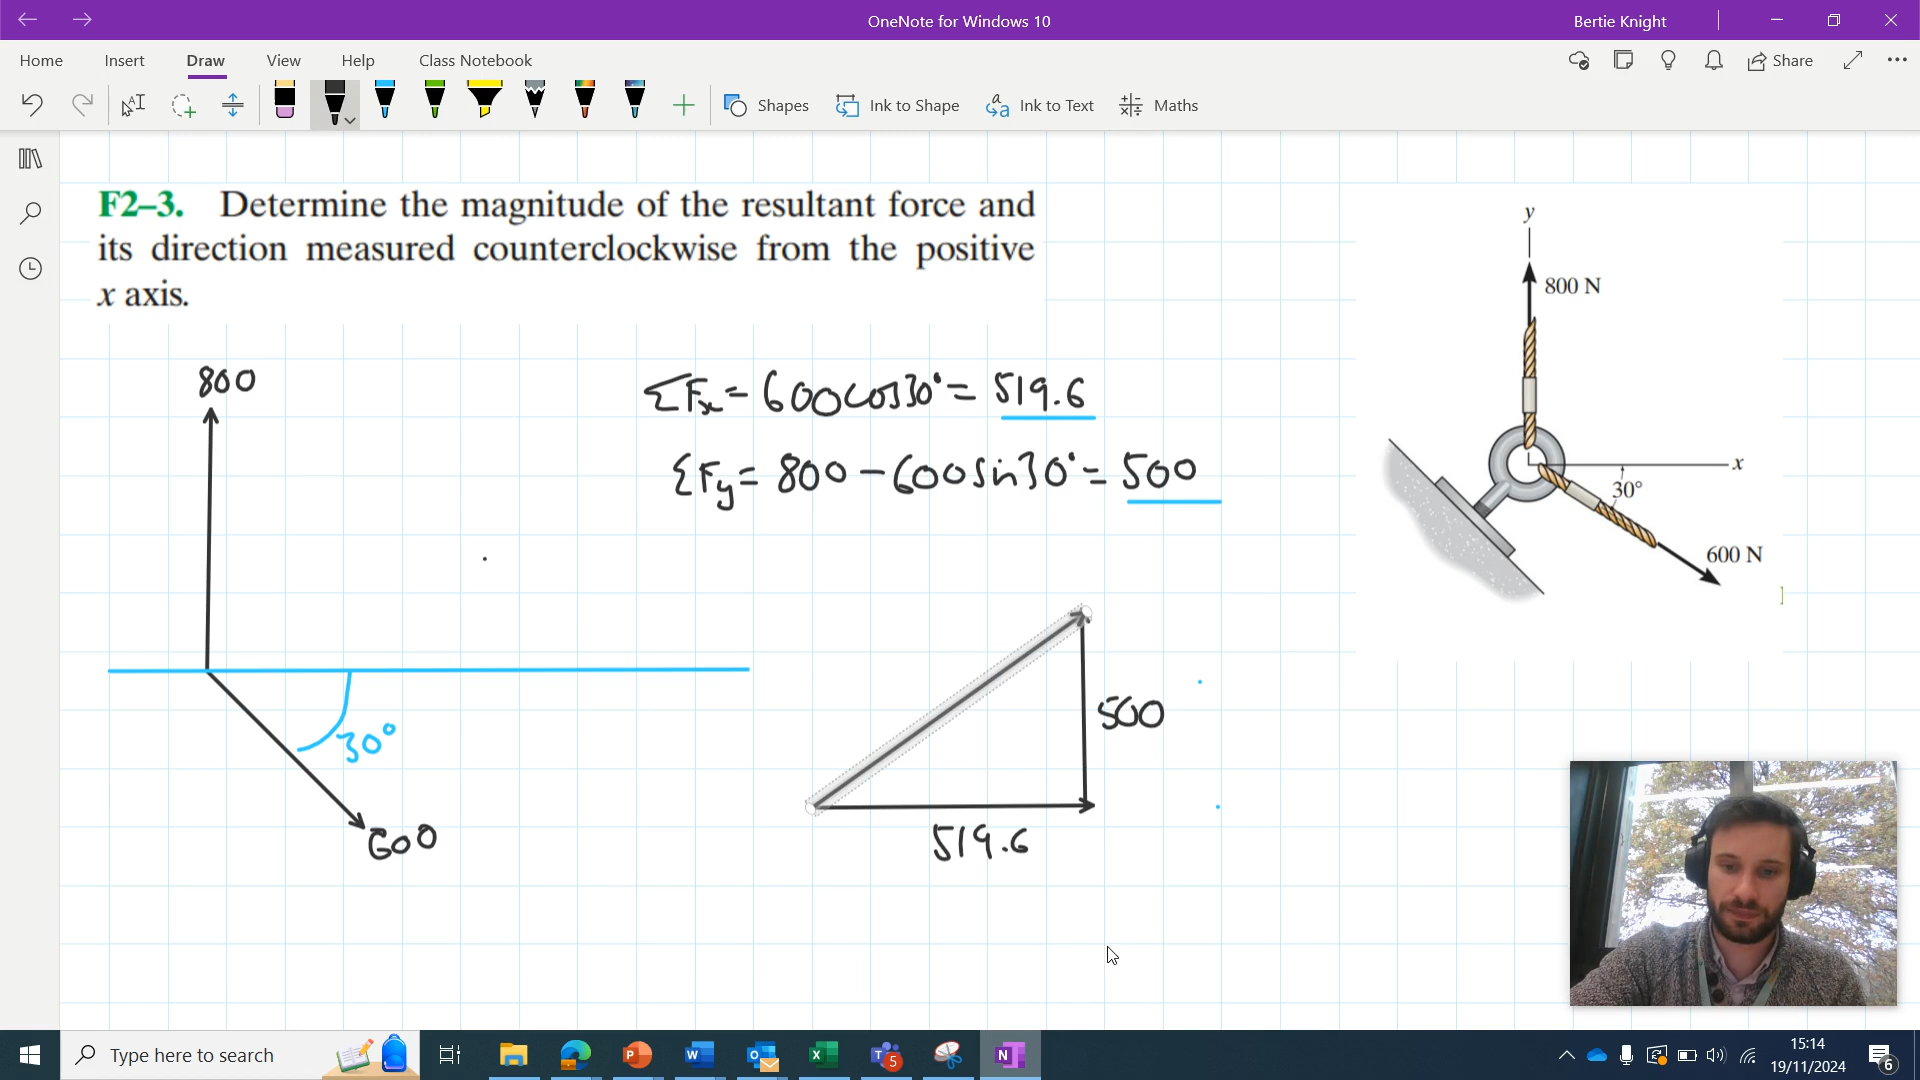 OneNote for Windows 10
Bertie Knight
Home Insert Draw View Help Class Notebook
Share
Shapes Ink to Shape Ink to Text Maths
F2–3. Determine the magnitude of the resultant force and
its direction measured counterclockwise from the positive
x axis.
y
800 N
x
30°
600 N
800
ΣFx = 600cos30° = 519.6
ΣFy = 800 – 600sin30° = 500
30°
600
500
519.6
Type here to search
5
15:14
19/11/2024
6